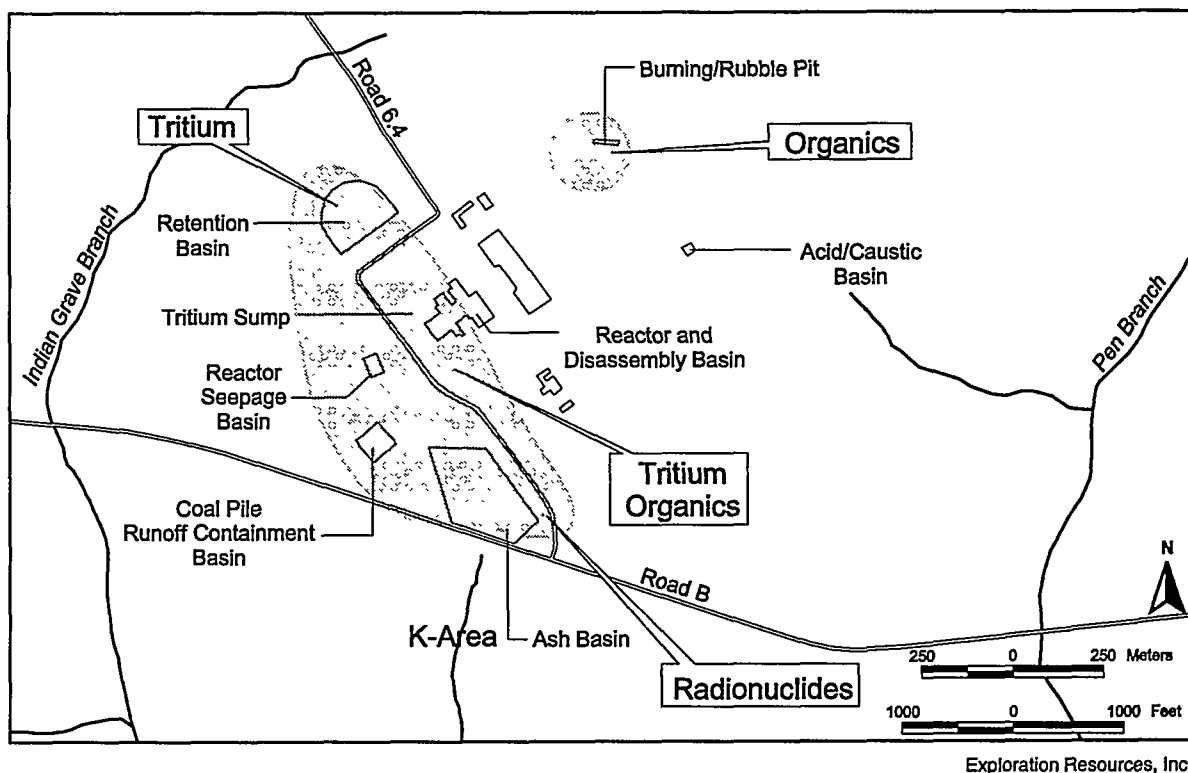 Burning/Rubble Pit
Road 6.4
Tritium
Organics
Retention
Basin
Indian Grave Branch
Acid/Caustic
Basin
Pen Branch
Tritium Sump
Reactor and
Disassembly Basin
Reactor
Seepage
Basin
Tritium
Organics
Coal Pile
Runoff Containment
Basin
Road B
N
K-Area
Ash Basin
Radionuclides
250 0 250 Meters
1000 0 1000 Feet
Exploration Resources, Inc